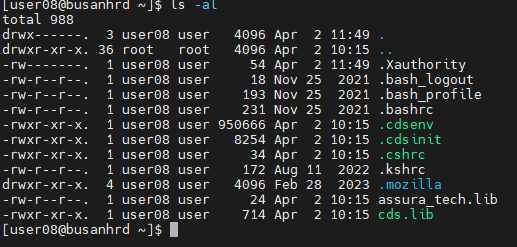 [user08@busanhrd ~]$ ls -al
total 988
drwx------.  3 user08 user   4096 Apr  2 11:49 .
drwxr-xr-x. 36 root   root   4096 Apr  2 10:15 ..
-rw-------.  1 user08 user     54 Apr  2 11:49 .Xauthority
-rw-r--r--.  1 user08 user     18 Nov 25  2021 .bash_logout
-rw-r--r--.  1 user08 user    193 Nov 25  2021 .bash_profile
-rw-r--r--.  1 user08 user    231 Nov 25  2021 .bashrc
-rwxr-xr-x.  1 user08 user 950666 Apr  2 10:15 .cdsenv
-rwxr-xr-x.  1 user08 user   8254 Apr  2 10:15 .cdsinit
-rwxr-xr-x.  1 user08 user     34 Apr  2 10:15 .cshrc
-rw-r--r--.  1 user08 user    172 Aug 11  2022 .kshrc
drwxr-xr-x.  4 user08 user   4096 Feb 28  2023 .mozilla
-rw-r--r--.  1 user08 user     24 Apr  2 10:15 assura_tech.lib
-rwxr-xr-x.  1 user08 user    714 Apr  2 10:15 cds.lib
[user08@busanhrd ~]$